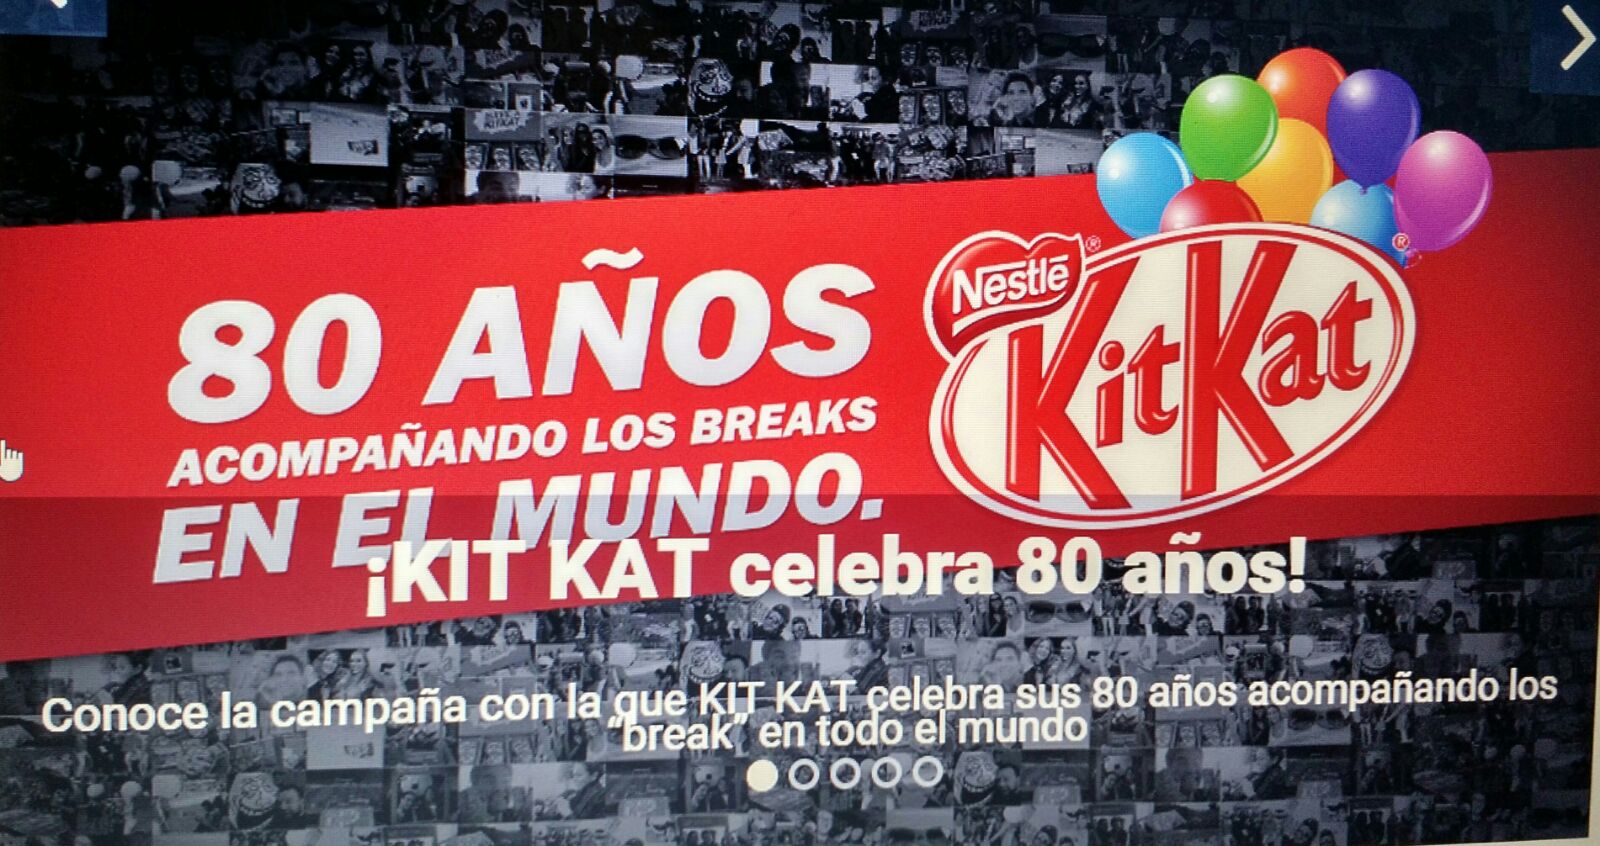 80 AÑOS
ACOMPAÑANDO LOS BREAKS
EN EL MUNDO.
Nestlé
KitKat
¡KIT KAT celebra 80 años!
Conoce la campaña con la que KIT KAT celebra sus 80 años acompañando los
“break” en todo el mundo